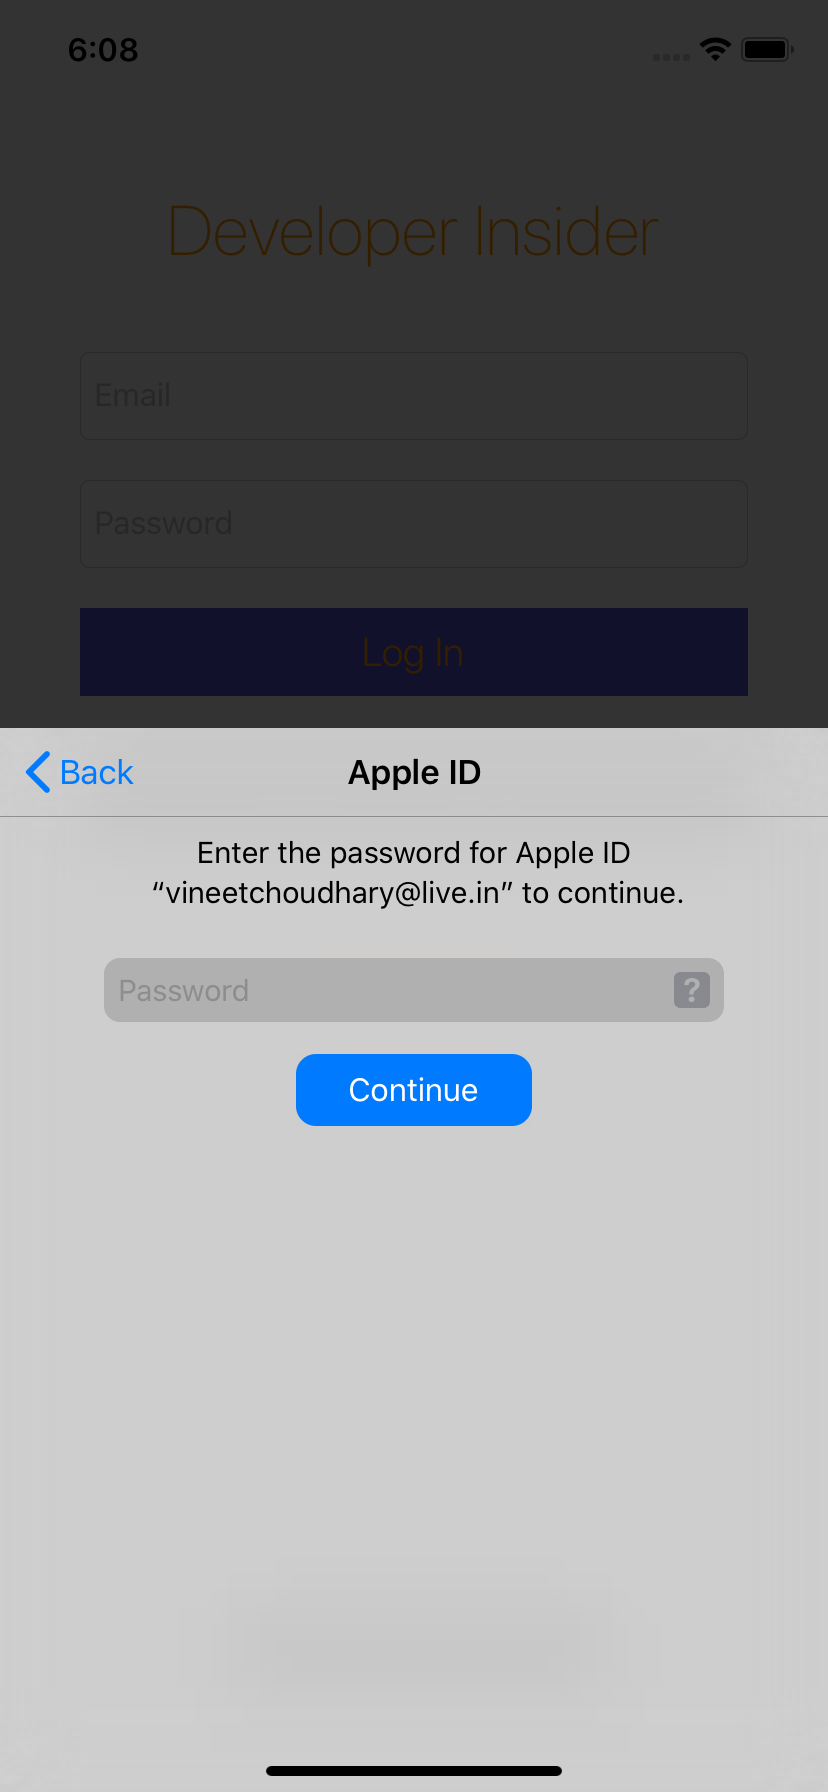 6:08
Developer Insider
Email
Password
Log In
Back
Apple ID
Enter the password for Apple ID
“vineetchoudhary@live.in” to continue.
Password
?
Continue